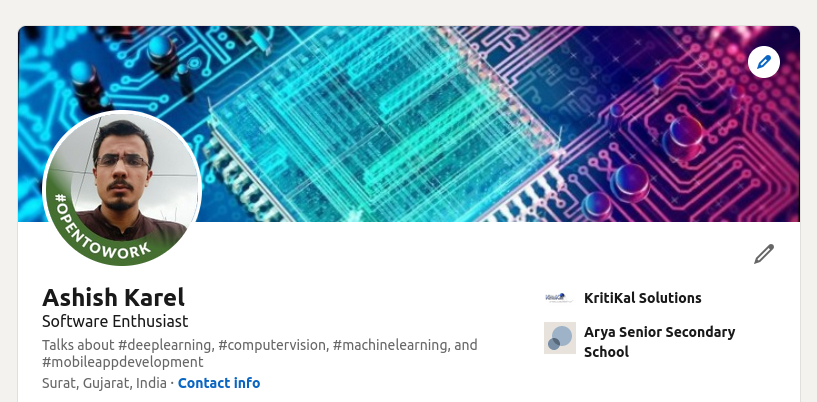 #OPENTOWORK
Ashish Karel
Software Enthusiast
Talks about #deeplearning, #computervision, #machinelearning, and
#mobileappdevelopment
Surat, Gujarat, India · Contact info
KritiKal Solutions
Arya Senior Secondary
School